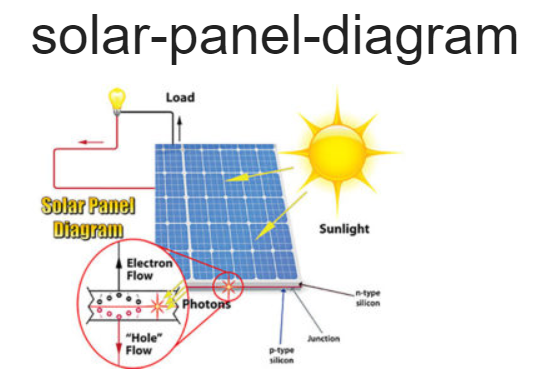 solar-panel-diagram
Load
Solar Panel
Diagram
Sunlight
Electron
Flow
Photons
"Hole"
Flow
n-type
silicon
Junction
p-type
silicon